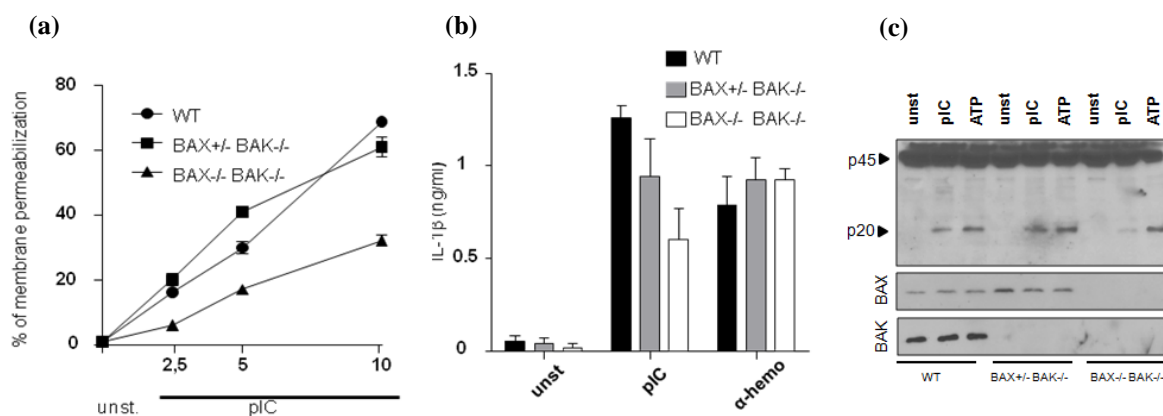 (a)
80
60
40
20
0
% of membrane permeabilization
WT
BAX+/- BAK-/-
BAX-/- BAK-/-
2,5
5
10
unst.
pIC
(b)
1.5
1
0.5
0
IL-1β (ng/ml)
WT
BAX+/- BAK-/-
BAX-/- BAK-/-
unst
pIC
α-hemo
(c)
unst
pIC
ATP
unst
pIC
ATP
unst
pIC
ATP
p45
p20
BAX
BAK
WT
BAX+/- BAK-/-
BAX-/- BAK-/-